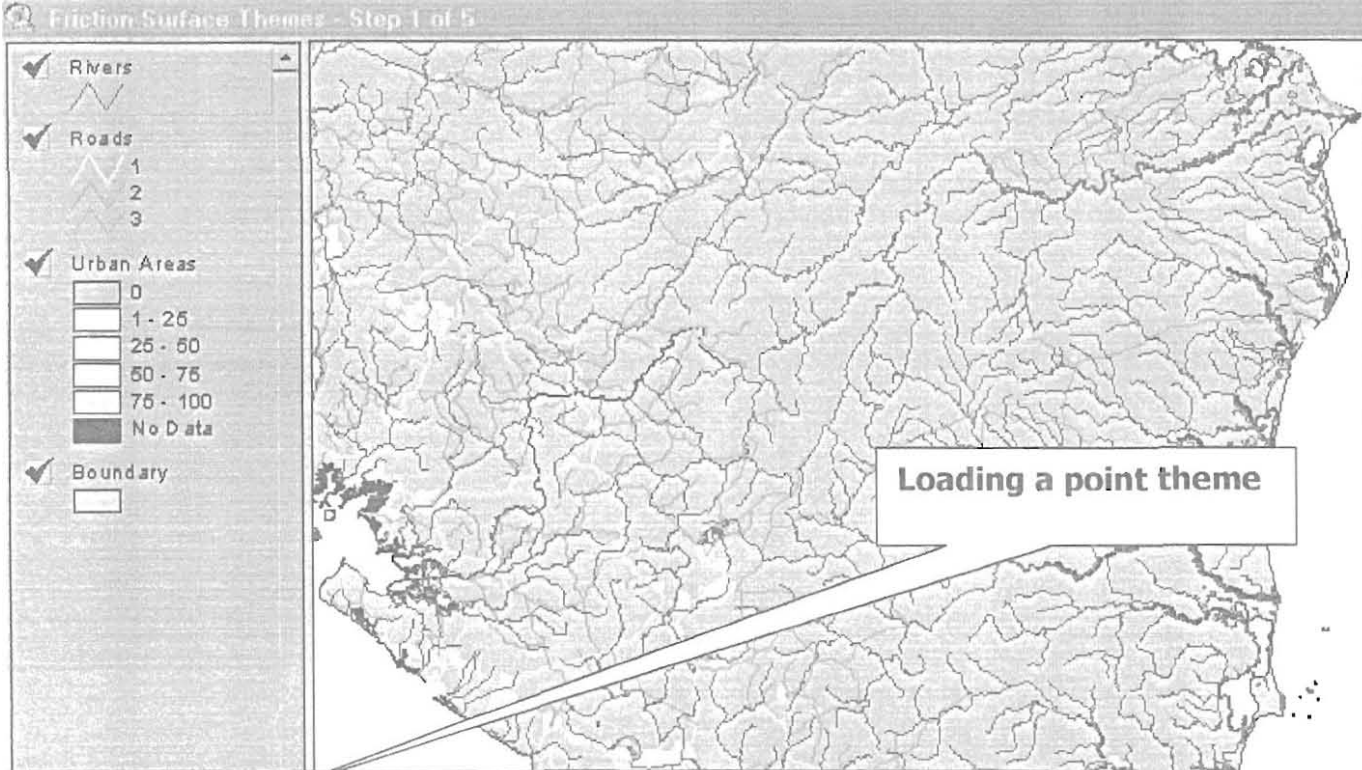 Friction Surface Themes - Step 1 of 5
Rivers
Roads
1
2
3
Urban Areas
0
1 - 25
25 - 50
50 - 75
75 - 100
No Data
Boundary
Loading a point theme